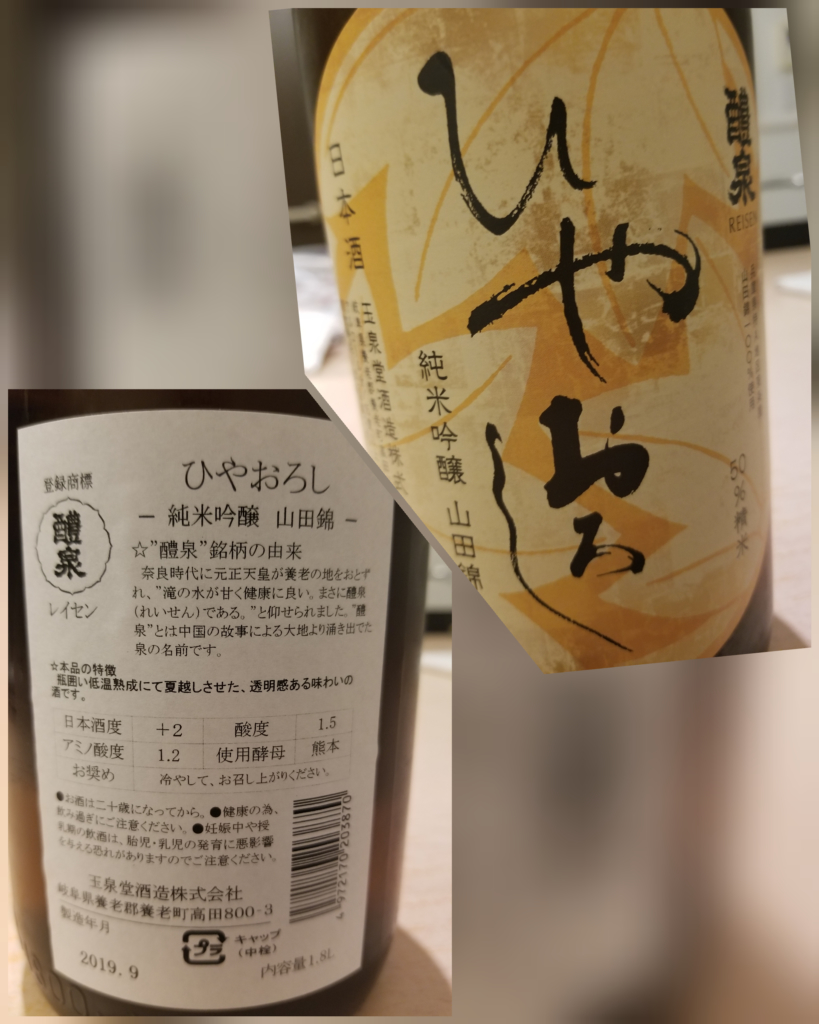 ひやおろし
醴泉
REISEN
50%精米
純米吟醸 山田錦
日本酒
玉泉堂酒造株式
ひやおろし
- 純米吟醸 山田錦 -
登録商標
醴泉
レイセン
☆"醴泉"銘柄の由来
奈良時代に元正天皇が養老の地をおとず
れ、"滝の水が甘く健康に良い。まさに醴泉
(れいせん)である。"と仰せられました。"醴
泉"とは中国の故事による大地より涌き出でた
泉の名前です。
☆本品の特徴
瓶囲い低温熟成にて夏越しさせた、透明感ある味わいの
酒です。
日本酒度 +2 酸度 1.5
アミノ酸度 1.2 使用酵母 熊本
お奨め 冷やして、お召し上がりください。
●お酒は二十歳になってから。●健康の為、
飲み過ぎにご注意ください。●妊娠中や授
乳期の飲酒は、胎児・乳児の発育に悪影響
を与える恐れがありますのでご注意ください。
4972170203870
玉泉堂酒造株式会社
岐阜県養老郡養老町高田800-3
製造年月
2019.9
プラ
キャップ
(中栓)
内容量1.8L